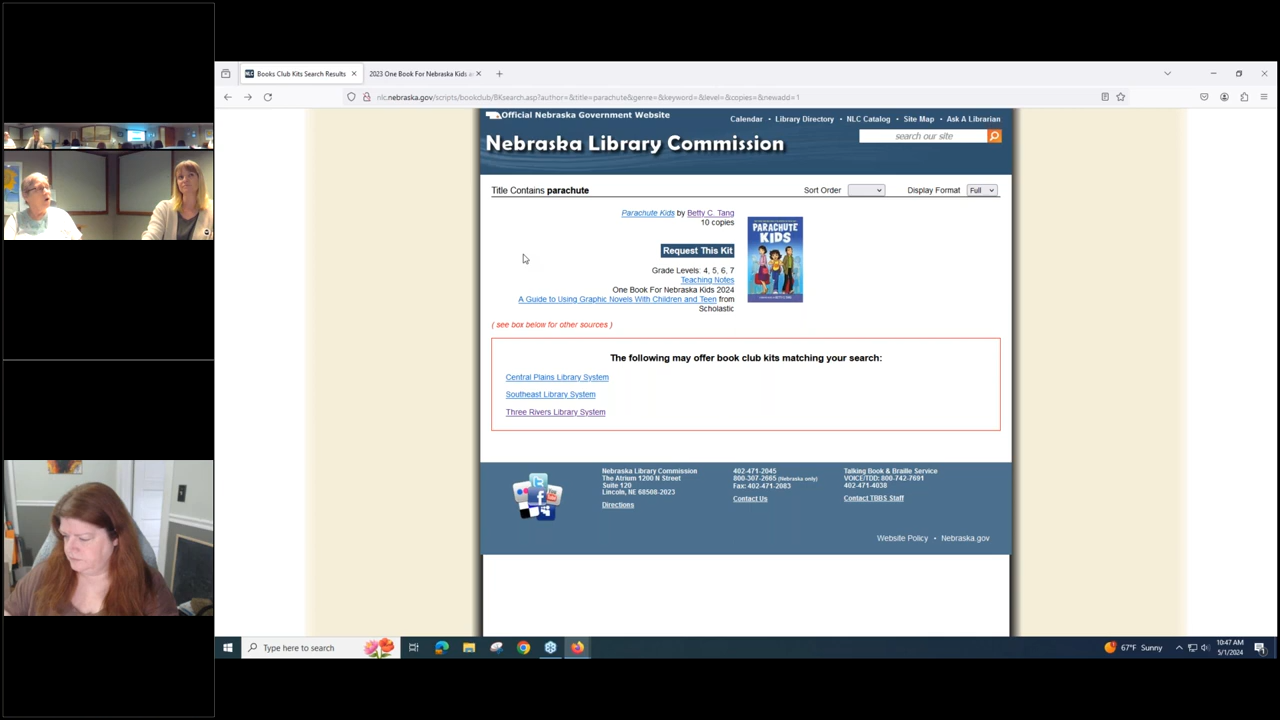 Books Club Kits Search Results
2023 One Book For Nebraska Kids a
nlc.nebraska.gov/scripts/bookclub/BKsearch.asp?author=&title=parachute&genre=&keyword=&level=&copies=&newadd=1
Official Nebraska Government Website
Calendar • Library Directory • NLC Catalog • Site Map • Ask A Librarian
Nebraska Library Commission
search our site
Title Contains parachute
Sort Order
Display Format Full
Parachute Kids by Betty C. Tang
10 copies
Request This Kit
Grade Levels: 4, 5, 6, 7
Teaching Notes
One Book For Nebraska Kids 2024
A Guide to Using Graphic Novels With Children and Teen from
Scholastic
PARACHUTE
KIDS
( see box below for other sources )
The following may offer book club kits matching your search:
Central Plains Library System
Southeast Library System
Three Rivers Library System
Nebraska Library Commission
The Atrium 1200 N Street
Suite 120
Lincoln, NE 68508-2023
Directions
402-471-2045
800-307-2665 (Nebraska only)
Fax: 402-471-2083
Contact Us
Talking Book & Braille Service
VOICE/TDD: 800-742-7691
402-471-4038
Contact TBBS Staff
Website Policy • Nebraska.gov
Type here to search
67°F Sunny
10:47 AM
5/1/2024